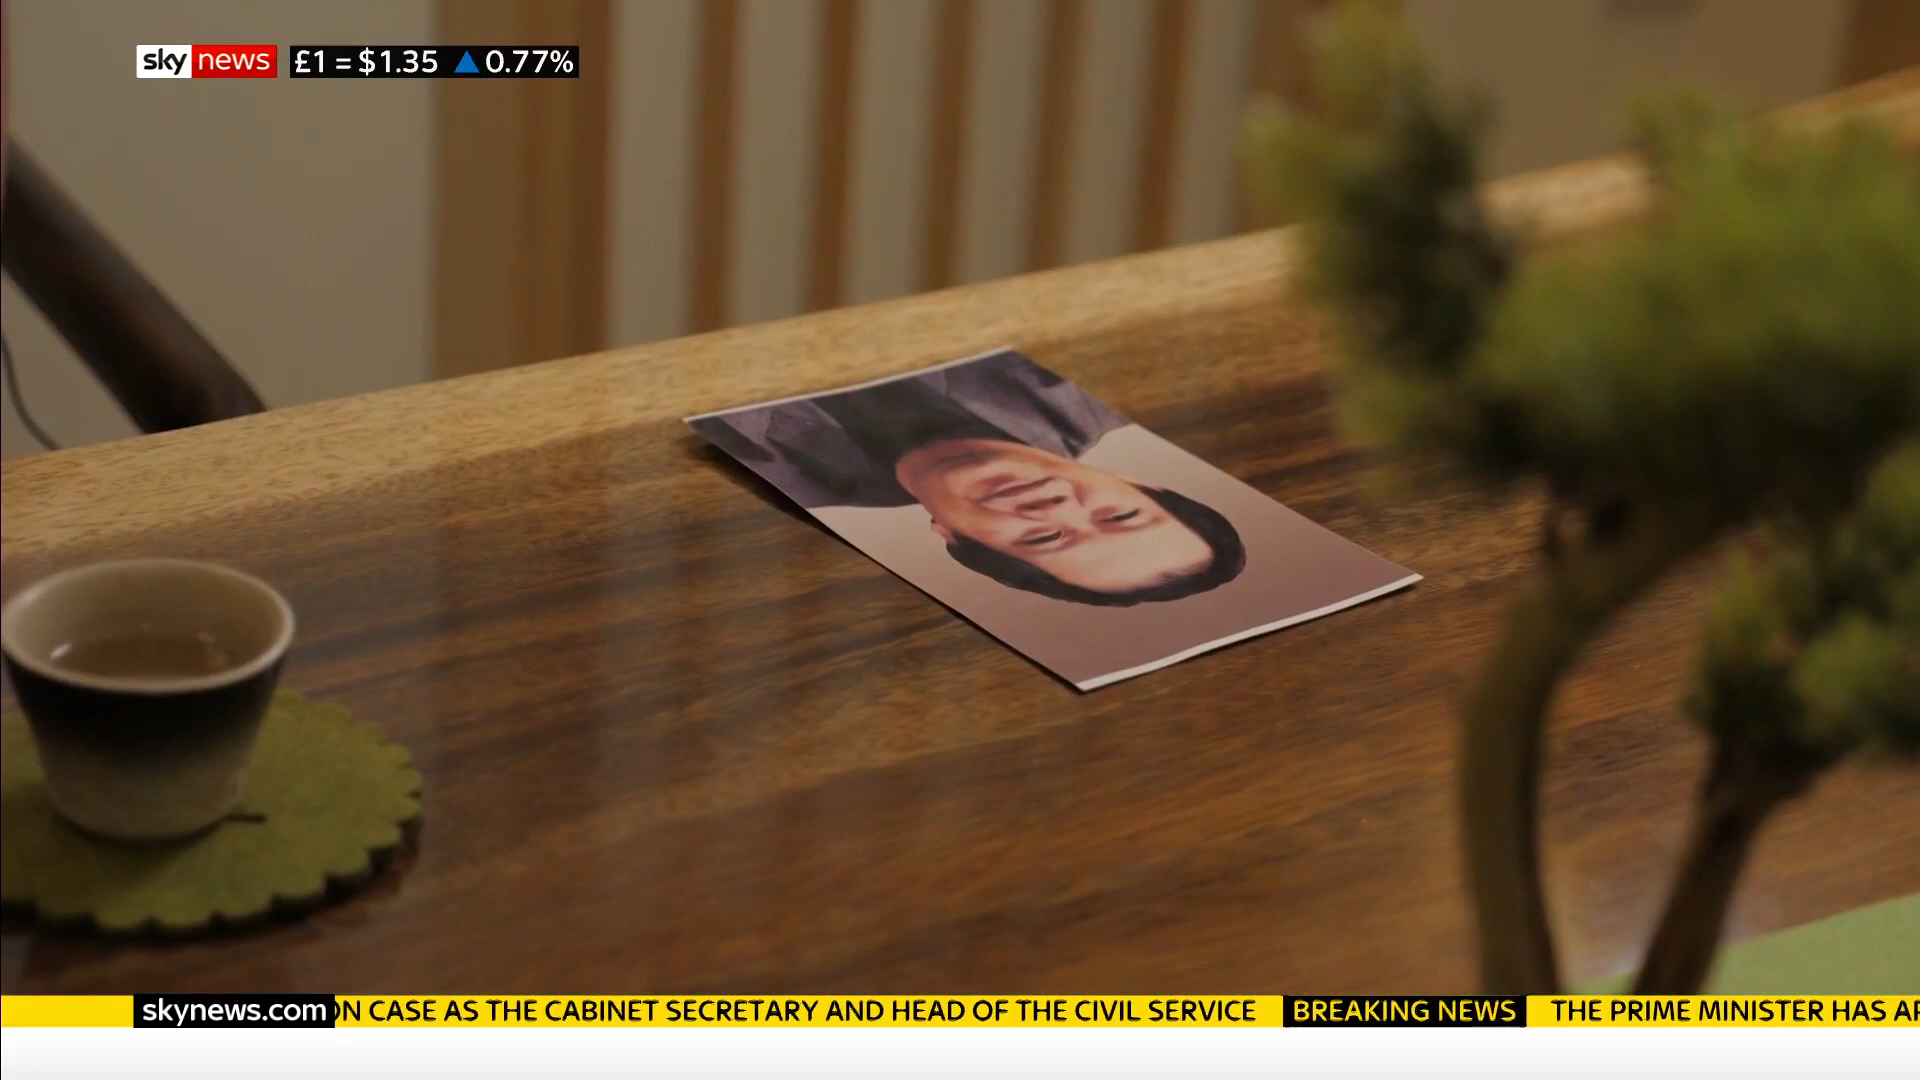 sky news £1 = $1.35 ▲ 0.77%
skynews.com ON CASE AS THE CABINET SECRETARY AND HEAD OF THE CIVIL SERVICE BREAKING NEWS THE PRIME MINISTER HAS